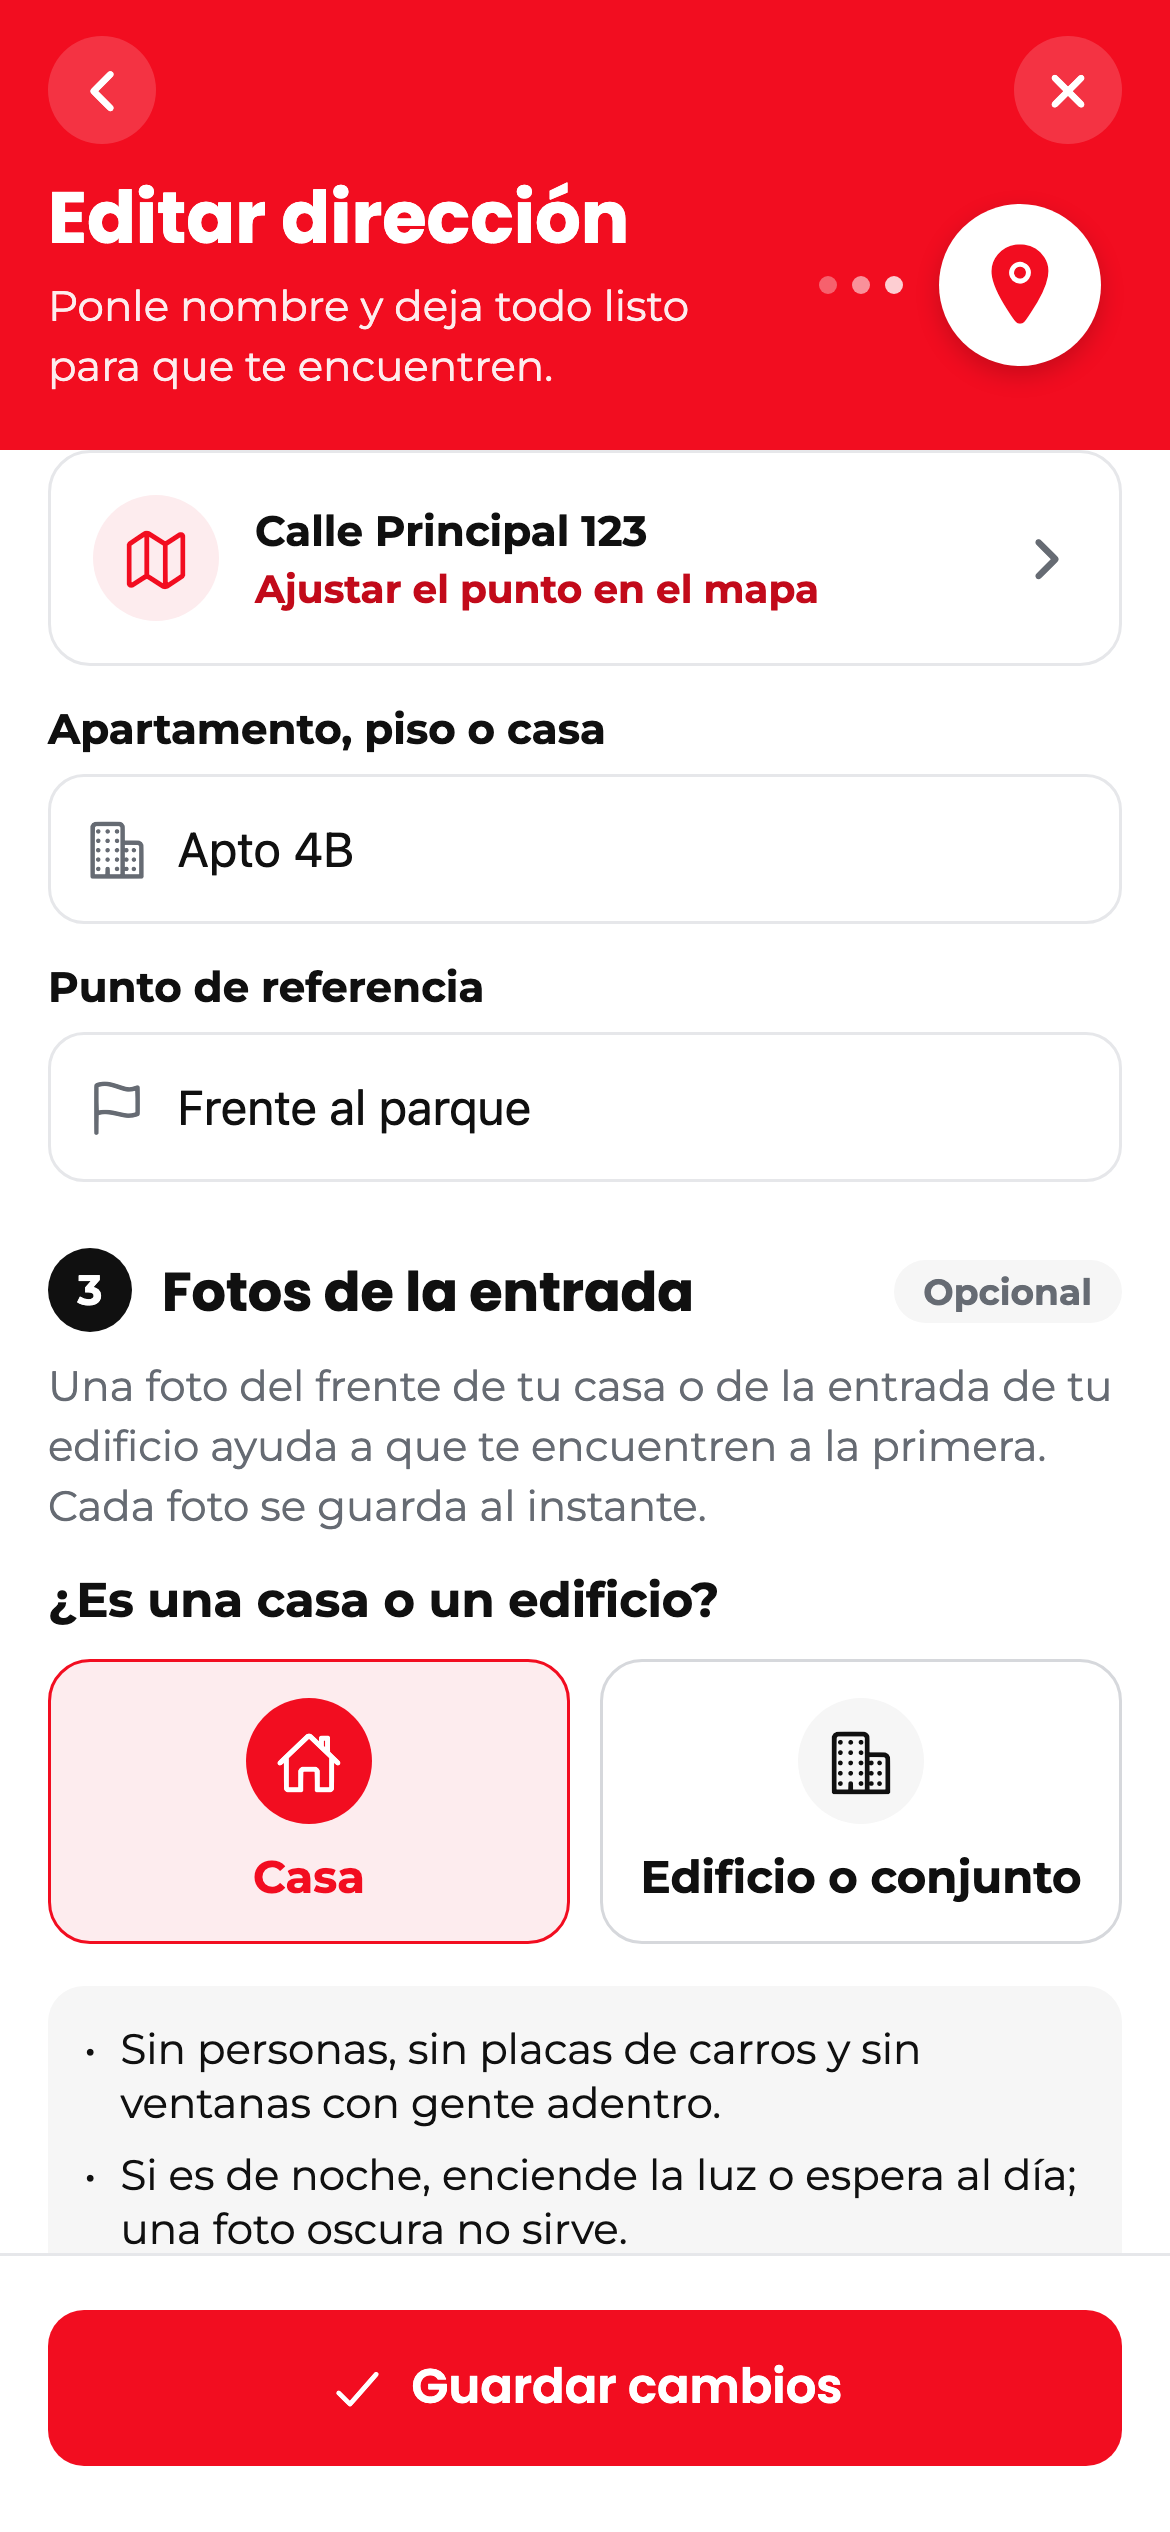 Editar dirección
Ponle nombre y deja todo listo
para que te encuentren.
Calle Principal 123
Ajustar el punto en el mapa
Apartamento, piso o casa
Apto 4B
Punto de referencia
Frente al parque
3 Fotos de la entrada Opcional
Una foto del frente de tu casa o de la entrada de tu
edificio ayuda a que te encuentren a la primera.
Cada foto se guarda al instante.
¿Es una casa o un edificio?
Casa
Edificio o conjunto
• Sin personas, sin placas de carros y sin
ventanas con gente adentro.
• Si es de noche, enciende la luz o espera al día;
una foto oscura no sirve.
Guardar cambios